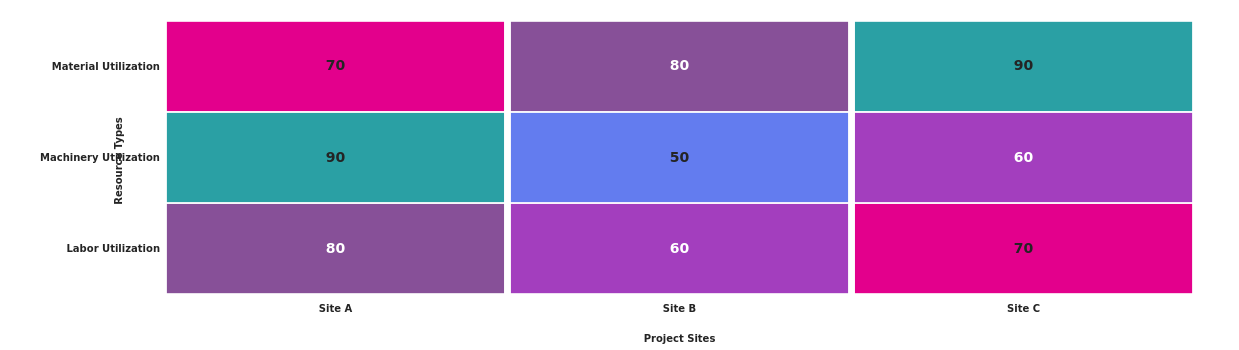 Material Utilization 70 80 90
Resource Types
Machinery Utilization 90 50 60
Labor Utilization 80 60 70
Site A Site B Site C
Project Sites